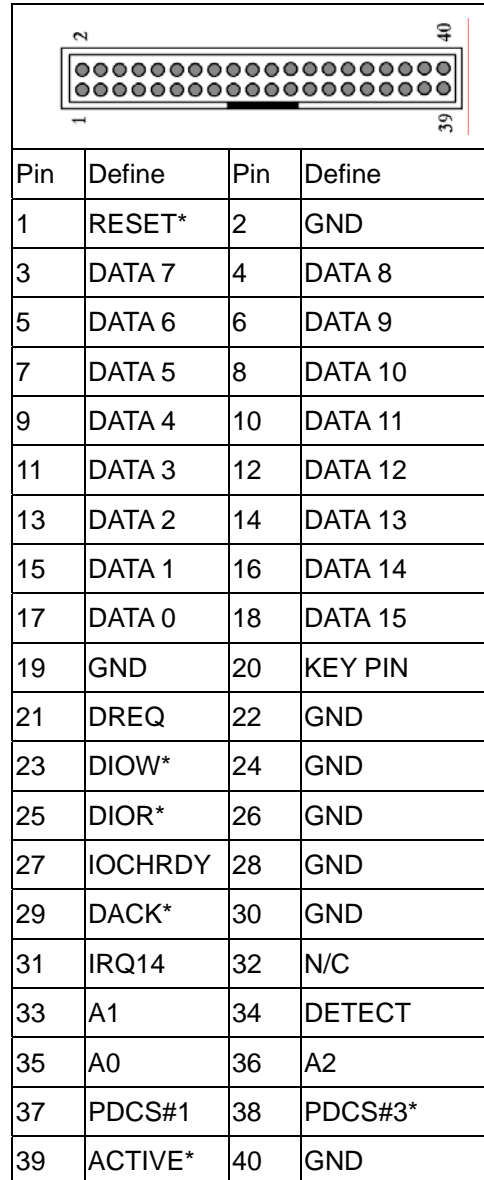 2 40
1 39
Pin Define Pin Define
1 RESET* 2 GND
3 DATA 7 4 DATA 8
5 DATA 6 6 DATA 9
7 DATA 5 8 DATA 10
9 DATA 4 10 DATA 11
11 DATA 3 12 DATA 12
13 DATA 2 14 DATA 13
15 DATA 1 16 DATA 14
17 DATA 0 18 DATA 15
19 GND 20 KEY PIN
21 DREQ 22 GND
23 DIOW* 24 GND
25 DIOR* 26 GND
27 IOCHRDY 28 GND
29 DACK* 30 GND
31 IRQ14 32 N/C
33 A1 34 DETECT
35 A0 36 A2
37 PDCS#1 38 PDCS#3*
39 ACTIVE* 40 GND